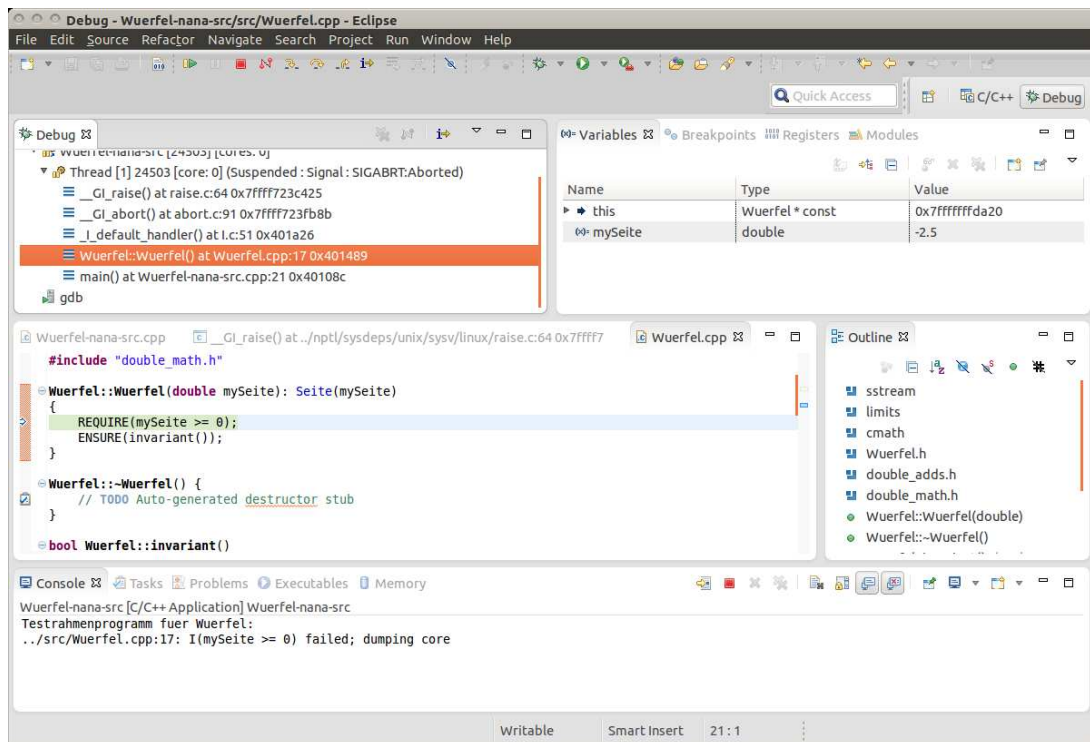 Debug - Wuerfel-nana-src/src/Wuerfel.cpp - Eclipse
File Edit Source Refactor Navigate Search Project Run Window Help
Quick Access
C/C++
Debug
Debug
Wuerfel-nana-src [24503] [cores: 0]
Thread [1] 24503 [core: 0] (Suspended : Signal : SIGABRT:Aborted)
__GI_raise() at raise.c:64 0x7ffff723c425
__GI_abort() at abort.c:91 0x7ffff723fb8b
_I_default_handler() at I.c:51 0x401a26
Wuerfel::Wuerfel() at Wuerfel.cpp:17 0x401489
main() at Wuerfel-nana-src.cpp:21 0x40108c
gdb
Variables Breakpoints Registers Modules
Name Type Value
this Wuerfel * const 0x7fffffffda20
mySeite double -2.5
Wuerfel-nana-src.cpp __GI_raise() at ../nptl/sysdeps/unix/sysv/linux/raise.c:64 0x7ffff7 Wuerfel.cpp
#include "double_math.h"
Wuerfel::Wuerfel(double mySeite): Seite(mySeite)
{
REQUIRE(mySeite >= 0);
ENSURE(invariant());
}
Wuerfel::~Wuerfel() {
// TODO Auto-generated destructor stub
}
bool Wuerfel::invariant()
Outline
sstream
limits
cmath
Wuerfel.h
double_adds.h
double_math.h
Wuerfel::Wuerfel(double)
Wuerfel::~Wuerfel()
Console Tasks Problems Executables Memory
Wuerfel-nana-src [C/C++ Application] Wuerfel-nana-src
Testrahmenprogramm fuer Wuerfel:
../src/Wuerfel.cpp:17: I(mySeite >= 0) failed; dumping core
Writable Smart Insert 21 : 1